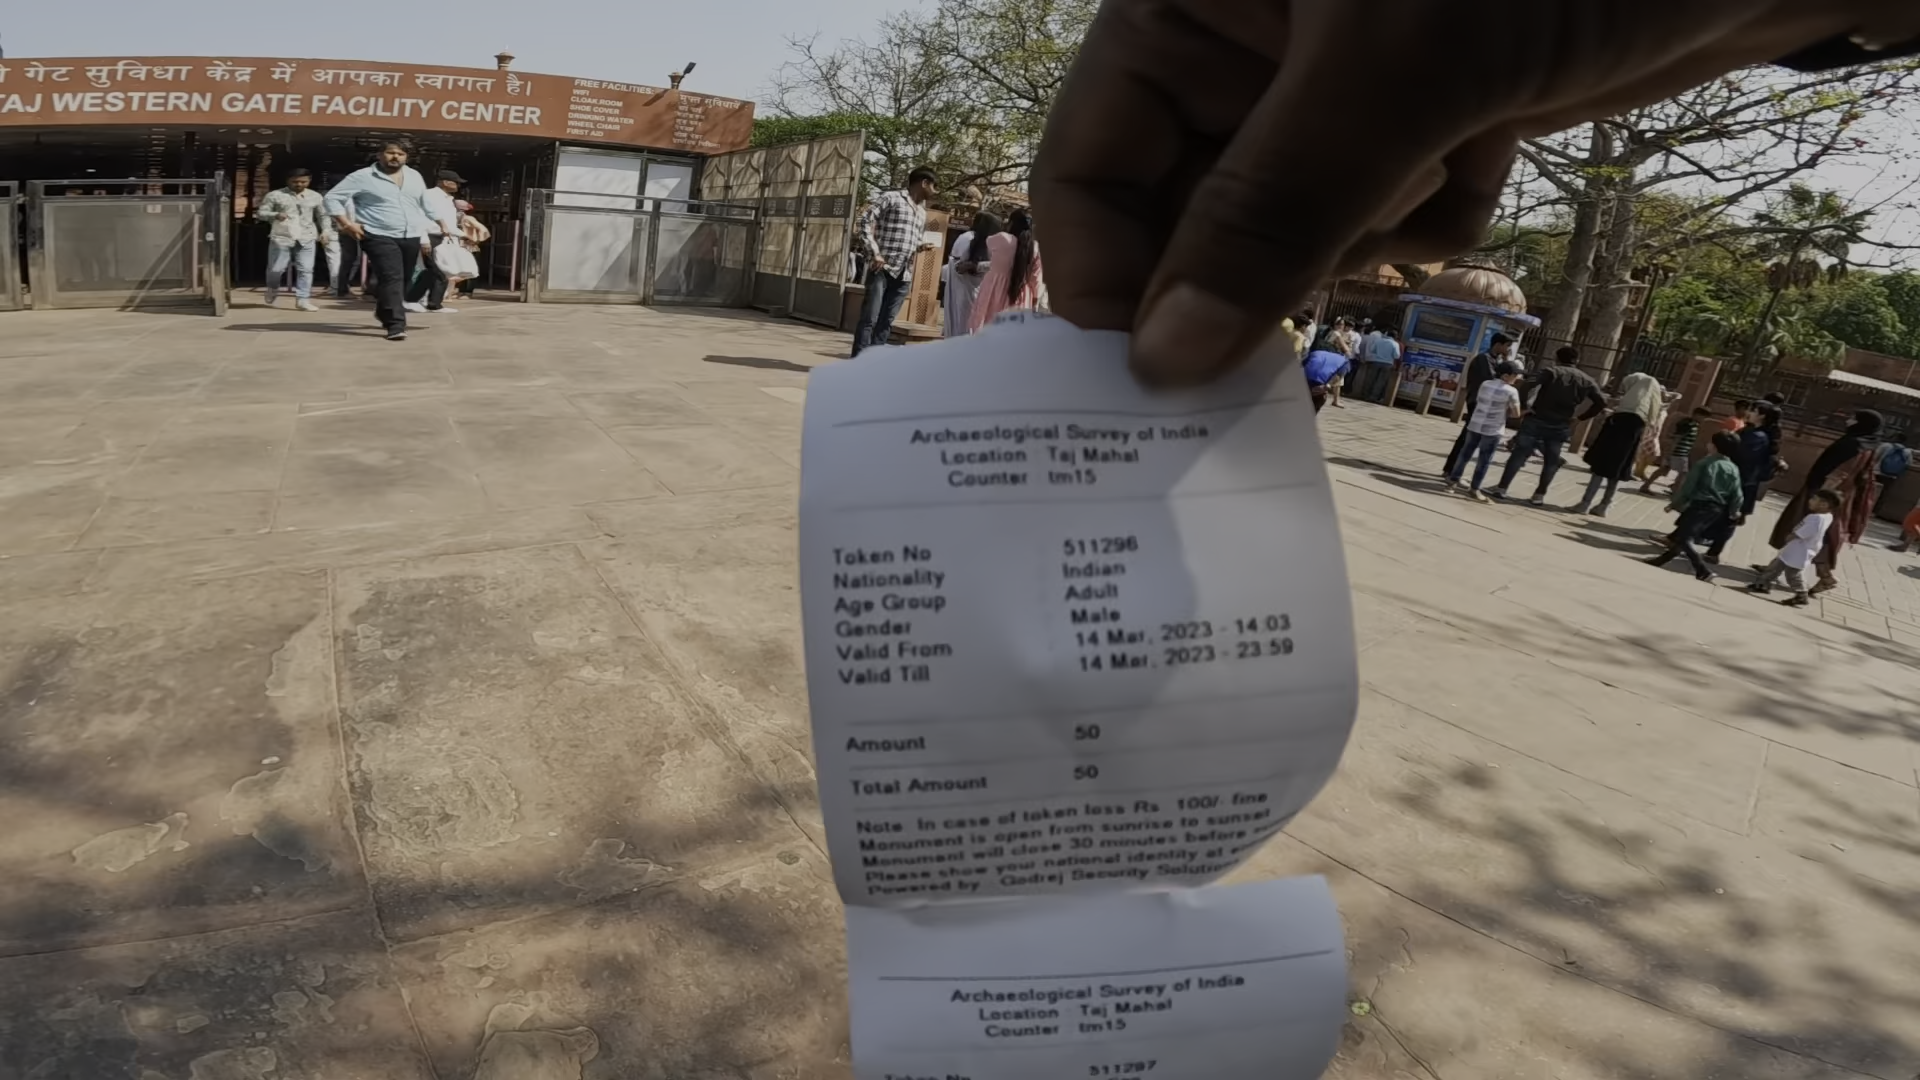 गेट सुविधा केंद्र में आपका स्वागत है।
TAJ WESTERN GATE FACILITY CENTER
FREE FACILITIES:
WIFI
CLOAK ROOM
SHOE COVER
DRINKING WATER
WHEEL CHAIR
FIRST AID
Archaeological Survey of India
Location Taj Mahal
Counter tm15
Token No 511296
Nationality Indian
Age Group Adult
Gender Male
Valid From 14 Mar, 2023 - 14:03
Valid Till 14 Mar, 2023 - 23:59
Amount 50
Total Amount 50
Note In case of token loss Rs 100/- fine
Monument is open from sunrise to sunset
Monument will close 30 minutes before
Please show your national identity at
Powered by Godrej Security
Archaeological Survey of India
Location Taj Mahal
Counter tm15
Token No 511297